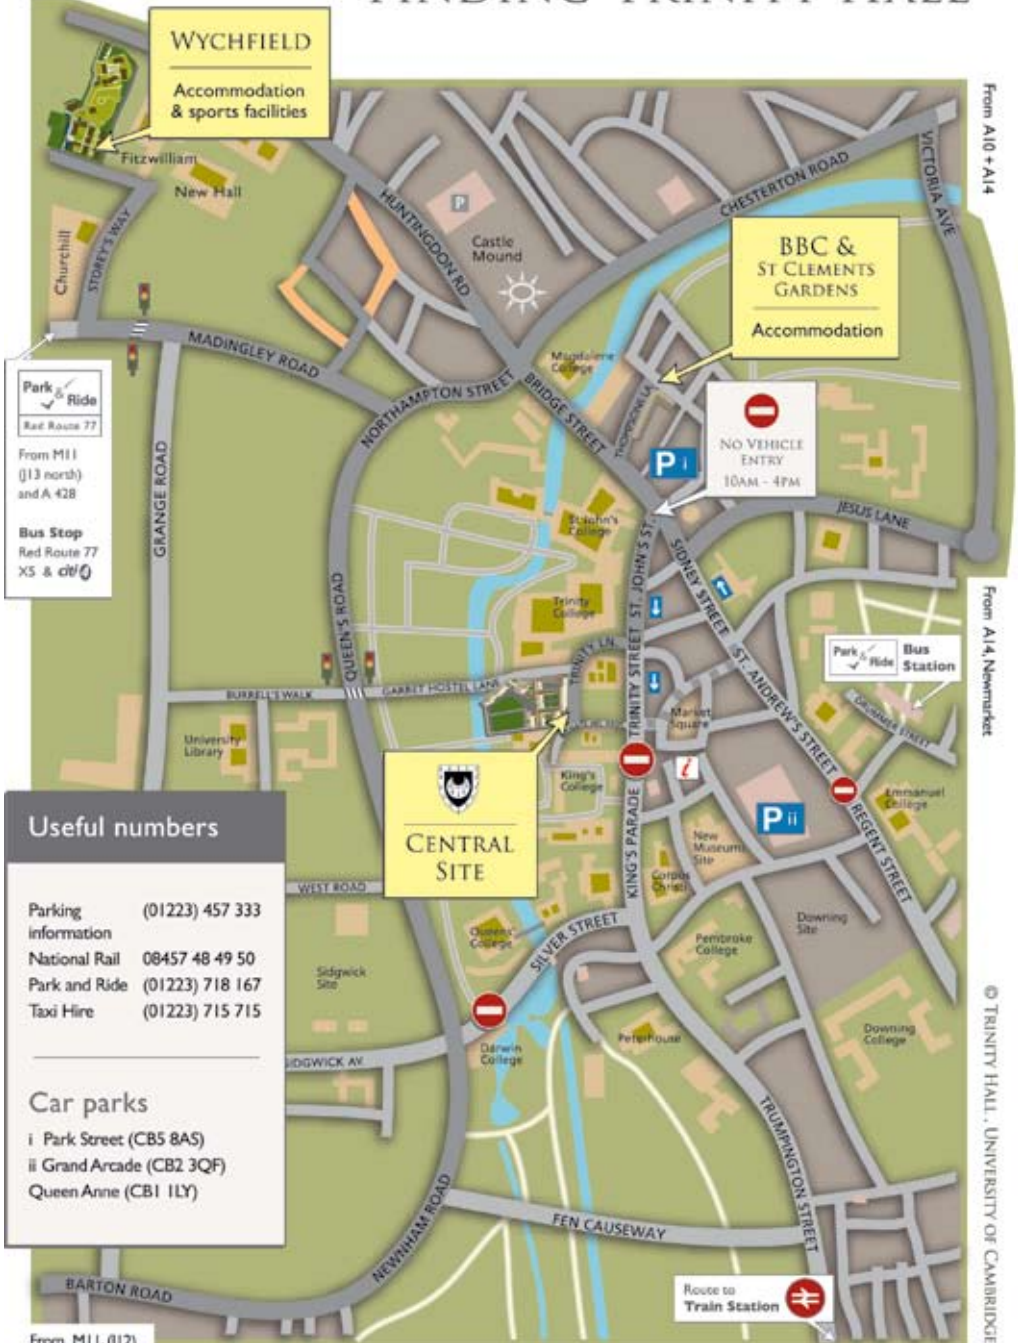 FINDING TRINITY HALL
WYCHFIELD
Accommodation
& sports facilities
From A10 + A14
Fitzwilliam
New Hall
Churchill
STOREY'S WAY
HUNTINGDON RD
P
Castle
Mound
CHESTERTON ROAD
VICTORIA AVE
BBC &
ST CLEMENTS
GARDENS
Accommodation
MADINGLEY ROAD
Magdalene
College
NORTHAMPTON STREET
BRIDGE STREET
THOMPSONS LA
Park & Ride
Red Route 77
From M11
(J13 north)
and A 428
Bus Stop
Red Route 77
X5 & citi
NO VEHICLE
ENTRY
10AM - 4PM
P i
GRANGE ROAD
St John's
College
JESUS LANE
ST. JOHN'S ST.
SIDNEY STREET
QUEEN'S ROAD
Trinity
College
TRINITY LN.
TRINITY STREET
ST. ANDREW'S STREET
From A14, Newmarket
Park & Ride
Bus
Station
DRUMMER STREET
BURRELL'S WALK
GARRET HOSTEL LANE
Market
Square
University
Library
King's
College
i
CENTRAL
SITE
KING'S PARADE
P ii
Emmanuel
College
REGENT STREET
New
Museums
Site
Corpus
Christi
Useful numbers
Parking information (01223) 457 333
National Rail 08457 48 49 50
Park and Ride (01223) 718 167
Taxi Hire (01223) 715 715
Car parks
i Park Street (CB5 8AS)
ii Grand Arcade (CB2 3QF)
Queen Anne (CB1 1LY)
WEST ROAD
Queens'
College
SILVER STREET
Downing
Site
Pembroke
College
Sidgwick
Site
SIDGWICK AV.
Darwin
College
Peterhouse
Downing
College
TRUMPINGTON STREET
NEWNHAM ROAD
FEN CAUSEWAY
BARTON ROAD
Route to
Train Station
From M11 (J12)
© TRINITY HALL, UNIVERSITY OF CAMBRIDGE